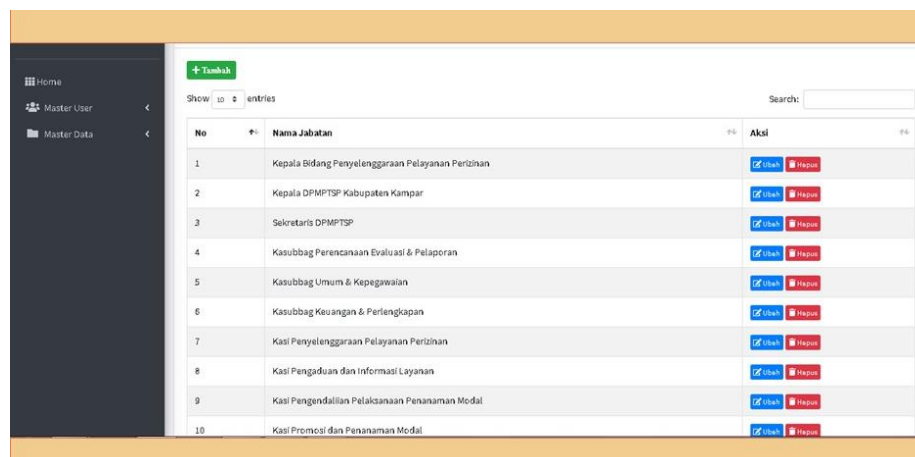 Home
Master User
Master Data
+ Tambah
Show 10 entries
Search:
No Nama Jabatan Aksi
1 Kepala Bidang Penyelenggaraan Pelayanan Perizinan Ubah Hapus
2 Kepala DPMPTSP Kabupaten Kampar Ubah Hapus
3 Sekretaris DPMPTSP Ubah Hapus
4 Kasubbag Perencanaan Evaluasi & Pelaporan Ubah Hapus
5 Kasubbag Umum & Kepegawaian Ubah Hapus
6 Kasubbag Keuangan & Perlengkapan Ubah Hapus
7 Kasi Penyelenggaraan Pelayanan Perizinan Ubah Hapus
8 Kasi Pengaduan dan Informasi Layanan Ubah Hapus
9 Kasi Pengendaliian Pelaksanaan Penanaman Modal Ubah Hapus
10 Kasi Promosi dan Penanaman Modal Ubah Hapus